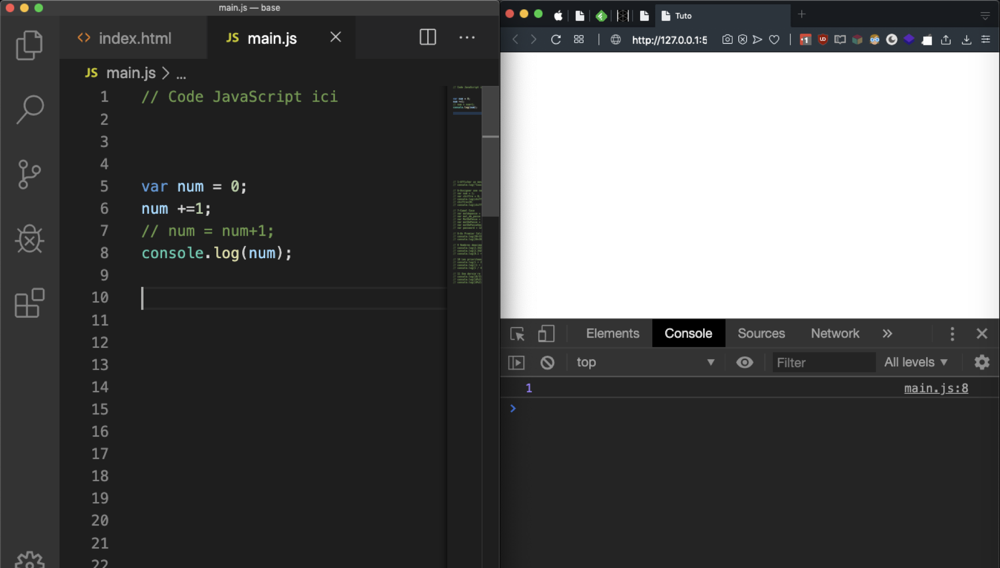 main.js — base
index.html
JS main.js
JS main.js > ...
1 // Code JavaScript ici
2
3
4
5 var num = 0;
6 num +=1;
7 // num = num+1;
8 console.log(num);
9
10
11
12
13
14
15
16
17
18
19
20
21
22
Tuto
http://127.0.0.1:5
Elements Console Sources Network »
top Filter All levels
1 main.js:8
>